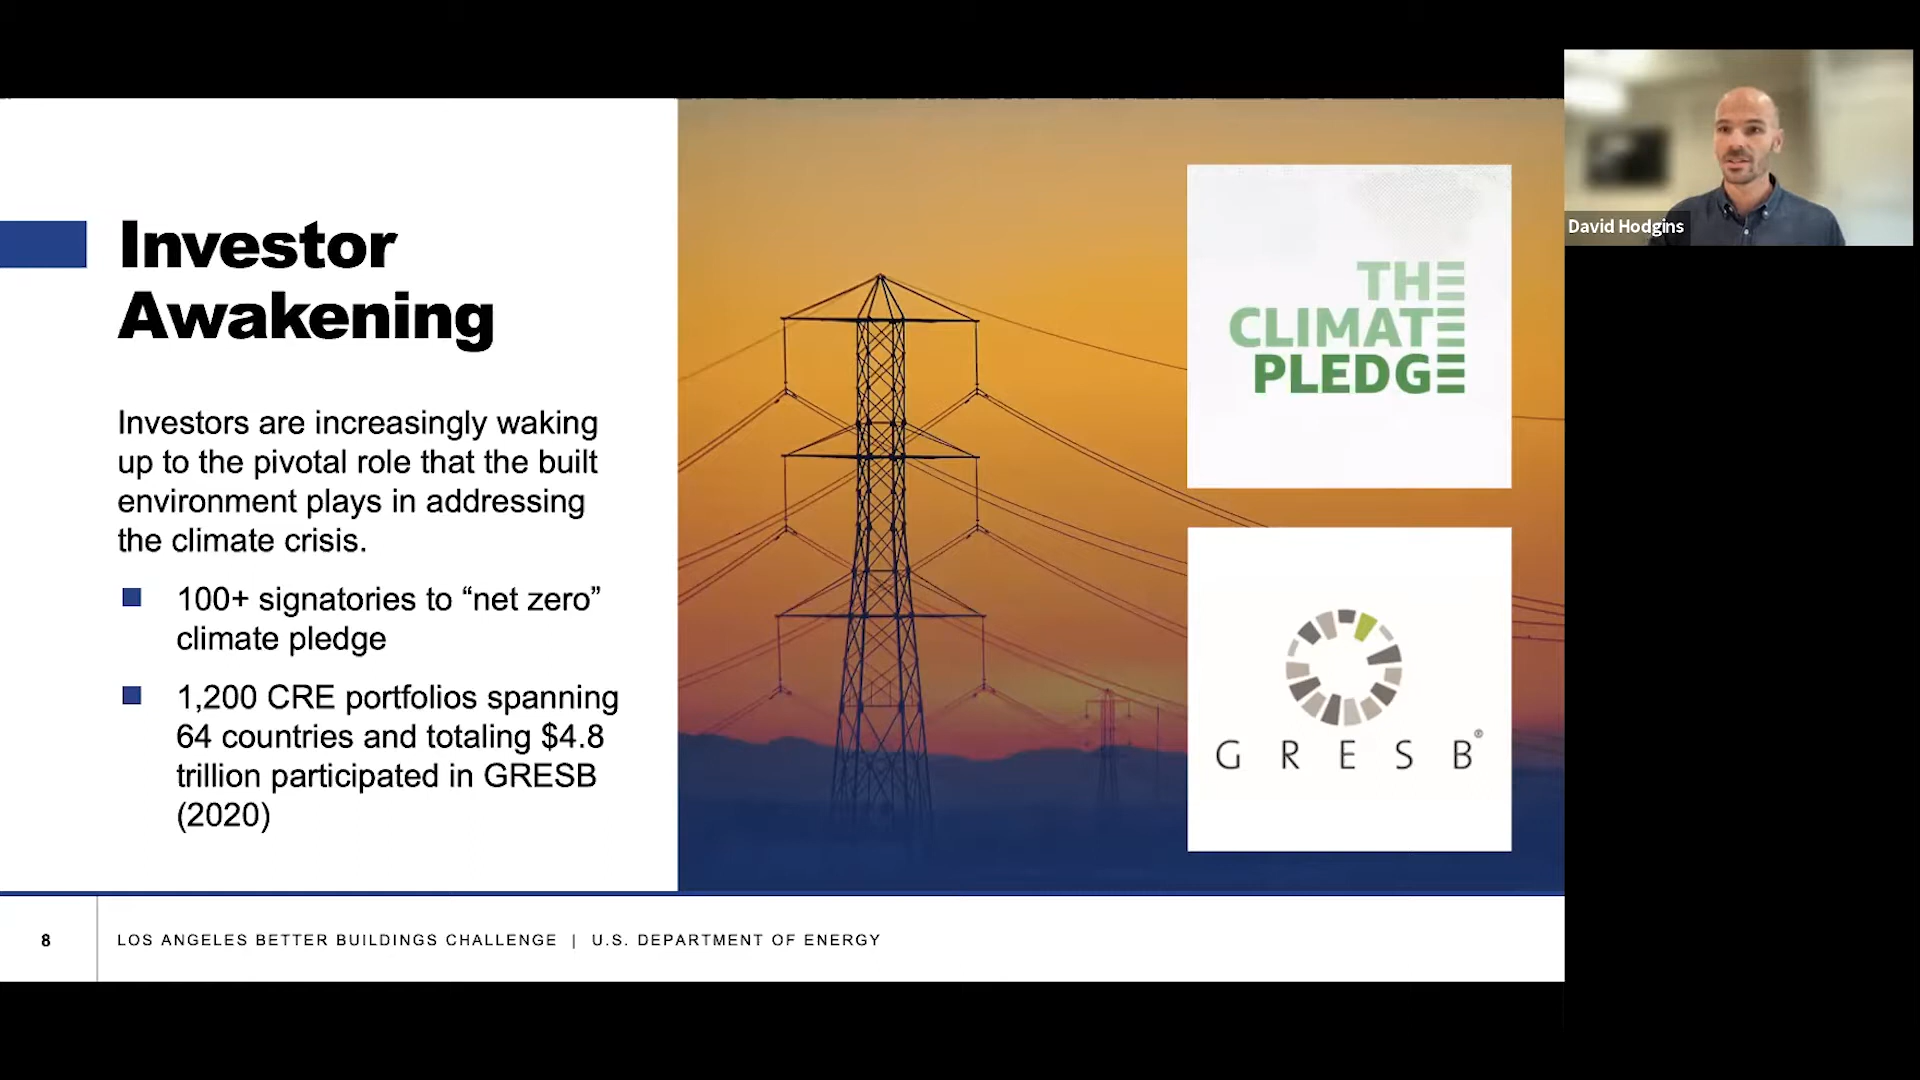 Investor
Awakening
Investors are increasingly waking
up to the pivotal role that the built
environment plays in addressing
the climate crisis.
100+ signatories to “net zero”
climate pledge
1,200 CRE portfolios spanning
64 countries and totaling $4.8
trillion participated in GRESB
(2020)
THE
CLIMATE
PLEDGE
GRESB®
David Hodgins
8
LOS ANGELES BETTER BUILDINGS CHALLENGE | U.S. DEPARTMENT OF ENERGY